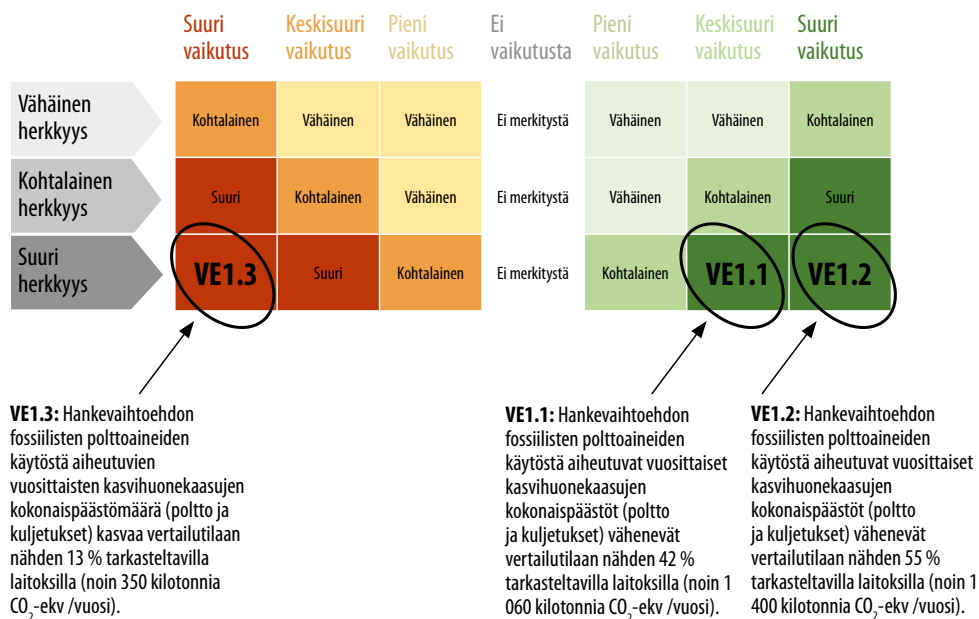 Suuri vaikutus
Keskisuuri vaikutus
Pieni vaikutus
Ei vaikutusta
Pieni vaikutus
Keskisuuri vaikutus
Suuri vaikutus
Vähäinen herkkyys
Kohtalainen
Vähäinen
Vähäinen
Ei merkitystä
Vähäinen
Vähäinen
Kohtalainen
Kohtalainen herkkyys
Suuri
Kohtalainen
Vähäinen
Ei merkitystä
Vähäinen
Kohtalainen
Suuri
Suuri herkkyys
VE1.3
Suuri
Kohtalainen
Ei merkitystä
Kohtalainen
VE1.1
VE1.2
VE1.3: Hankevaihtoehdon
fossiilisten polttoaineiden
käytöstä aiheutuvien
vuosittaisten kasvihuonekaasujen
kokonaispäästömäärä (poltto ja
kuljetukset) kasvaa vertailutilaan
nähden 13 % tarkasteltavilla
laitoksilla (noin 350 kilotonnia
CO₂-ekv /vuosi).
VE1.1: Hankevaihtoehdon
fossiilisten polttoaineiden
käytöstä aiheutuvat vuosittaiset
kasvihuonekaasujen
kokonaispäästöt (poltto
ja kuljetukset) vähenevät
vertailutilaan nähden 42 %
tarkasteltavilla laitoksilla (noin 1
060 kilotonnia CO₂-ekv /vuosi).
VE1.2: Hankevaihtoehdon
fossiilisten polttoaineiden
käytöstä aiheutuvat vuosittaiset
kasvihuonekaasujen
kokonaispäästöt (poltto
ja kuljetukset) vähenevät
vertailutilaan nähden 55 %
tarkasteltavilla laitoksilla (noin 1
400 kilotonnia CO₂-ekv /vuosi).